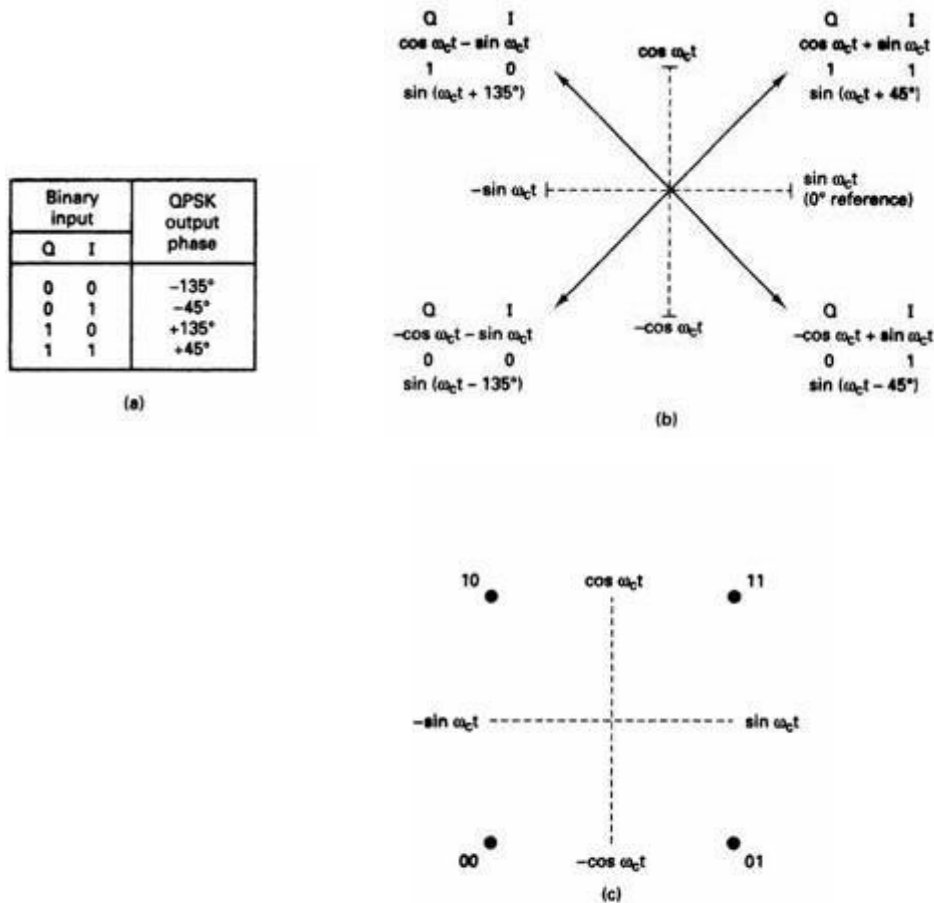 Binary input
QPSK output phase
Q I
0 0 −135°
0 1 −45°
1 0 +135°
1 1 +45°
(a)
Q I
cos ωct − sin ωct
1 0
sin (ωct + 135°)
cos ωct
Q I
cos ωct + sin ωct
1 1
sin (ωct + 45°)
−sin ωct
sin ωct
(0° reference)
Q I
−cos ωct − sin ωct
0 0
sin (ωct − 135°)
−cos ωct
Q I
−cos ωct + sin ωct
0 1
sin (ωct − 45°)
(b)
10
cos ωct
11
−sin ωct
sin ωct
00
−cos ωct
01
(c)